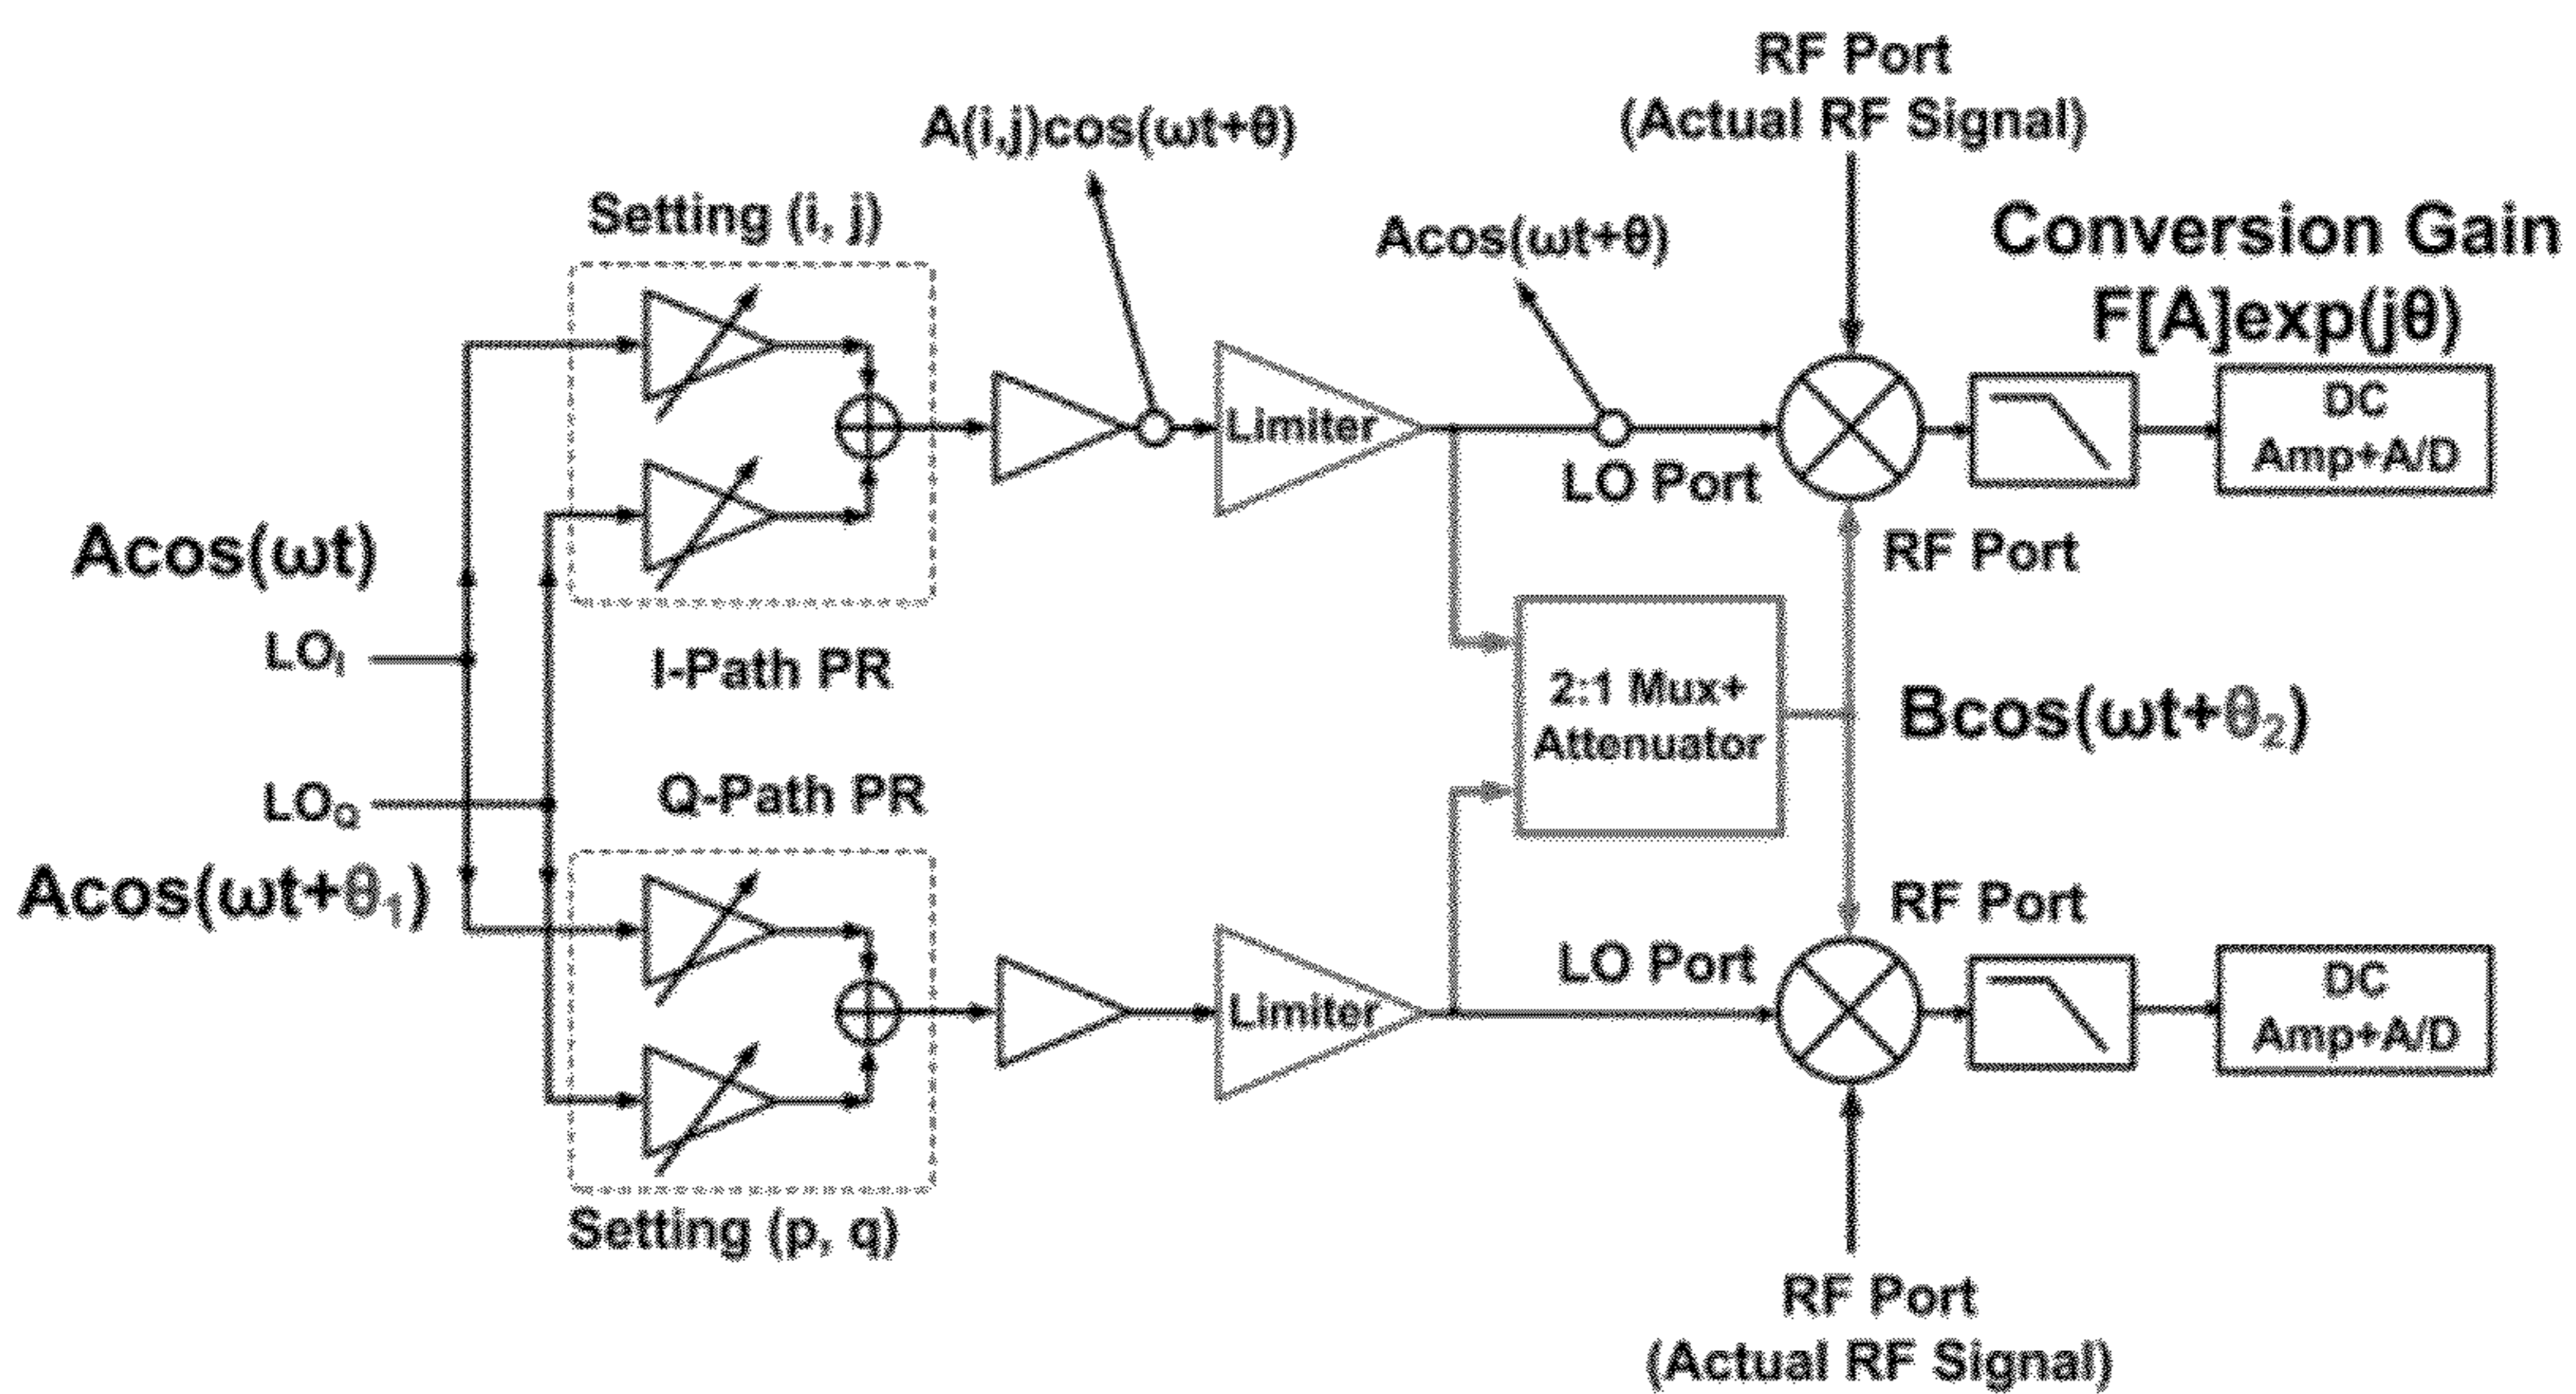 RF Port
(Actual RF Signal)
A(i,j)cos(ωt+θ)
Setting (i, j)
Acos(ωt+θ)
Conversion Gain
F[A]exp(jθ)
Limiter
DC
Amp+A/D
LO Port
Acos(ωt)
RF Port
LOI
I-Path PR
2:1 Mux+
Attenuator
Bcos(ωt+θ2)
LOQ
Q-Path PR
Acos(ωt+θ1)
RF Port
LO Port
Limiter
DC
Amp+A/D
Setting (p, q)
RF Port
(Actual RF Signal)